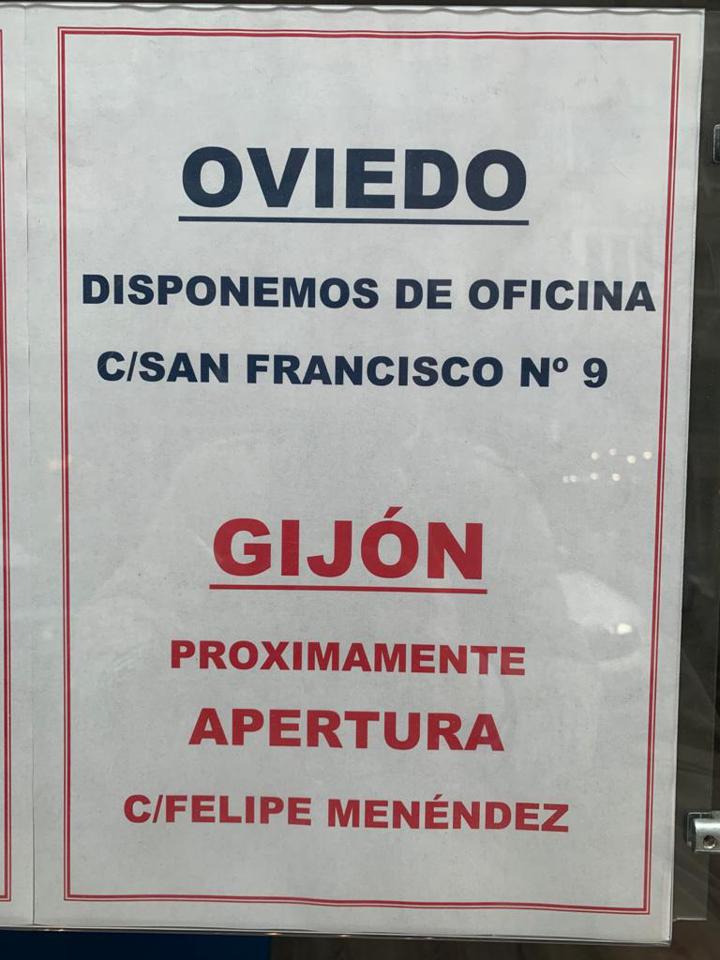 OVIEDO
DISPONEMOS DE OFICINA
C/SAN FRANCISCO Nº 9
GIJÓN
PROXIMAMENTE
APERTURA
C/FELIPE MENÉNDEZ